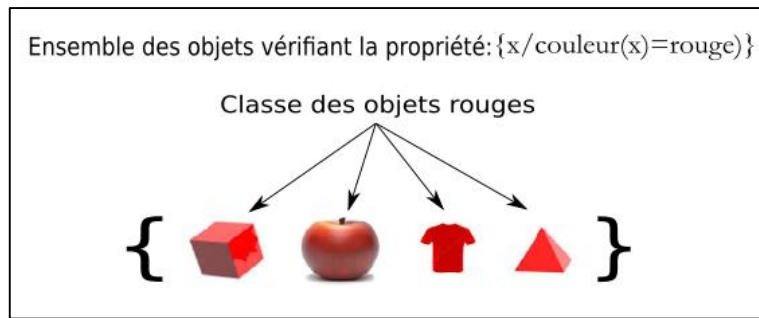 Ensemble des objets vérifiant la propriété: {x/couleur(x)=rouge)}
Classe des objets rouges
{ }